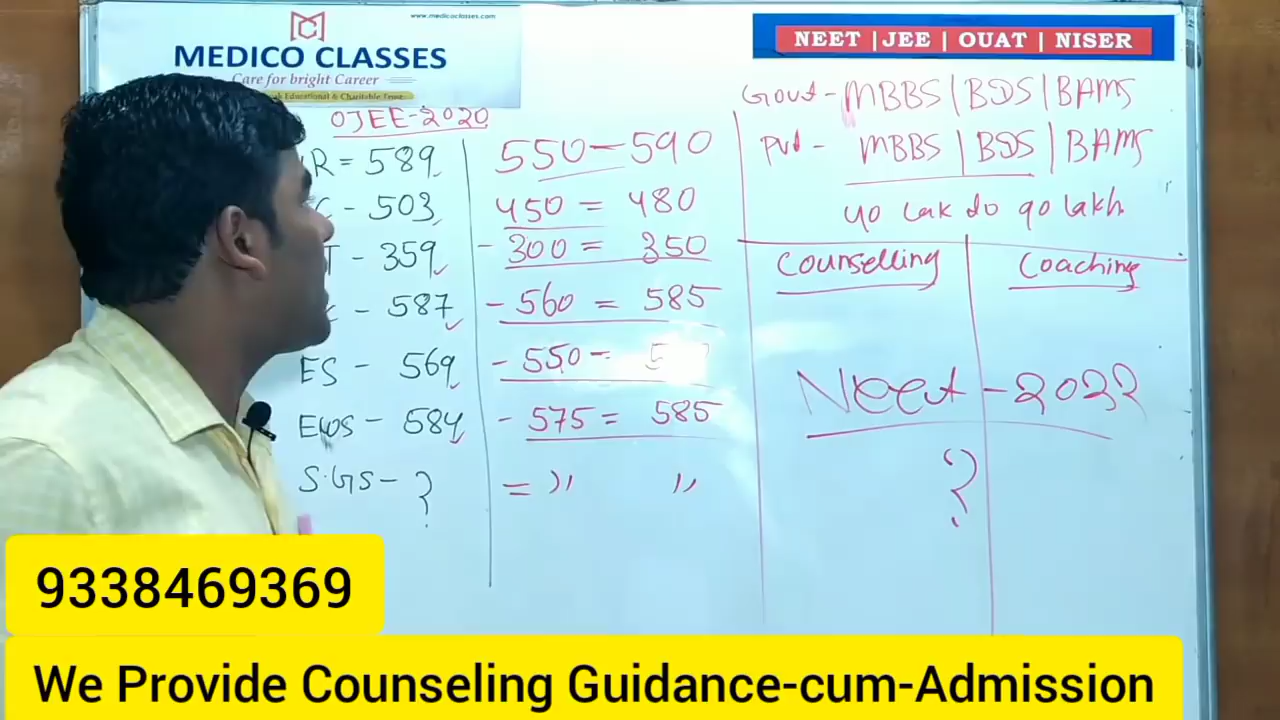 www.medicoclasses.com
MEDICO CLASSES
Care for bright Career
Educational & Charitable Trust
NEET | JEE | OUAT | NISER
OJEE-2020
R = 589
C - 503
T - 359
- 587
ES - 569
EWS - 584
S.GS - ?
550 - 590
450 = 480
- 300 = 350
- 560 = 585
- 550 -
- 575 = 585
= " "
Govt - MBBS | BDS | BAMS
Pvt - MBBS | BDS | BAMS
40 lak to 90 lakh
Counselling
Coaching
Neet - 2022
?
9338469369
We Provide Counseling Guidance-cum-Admission